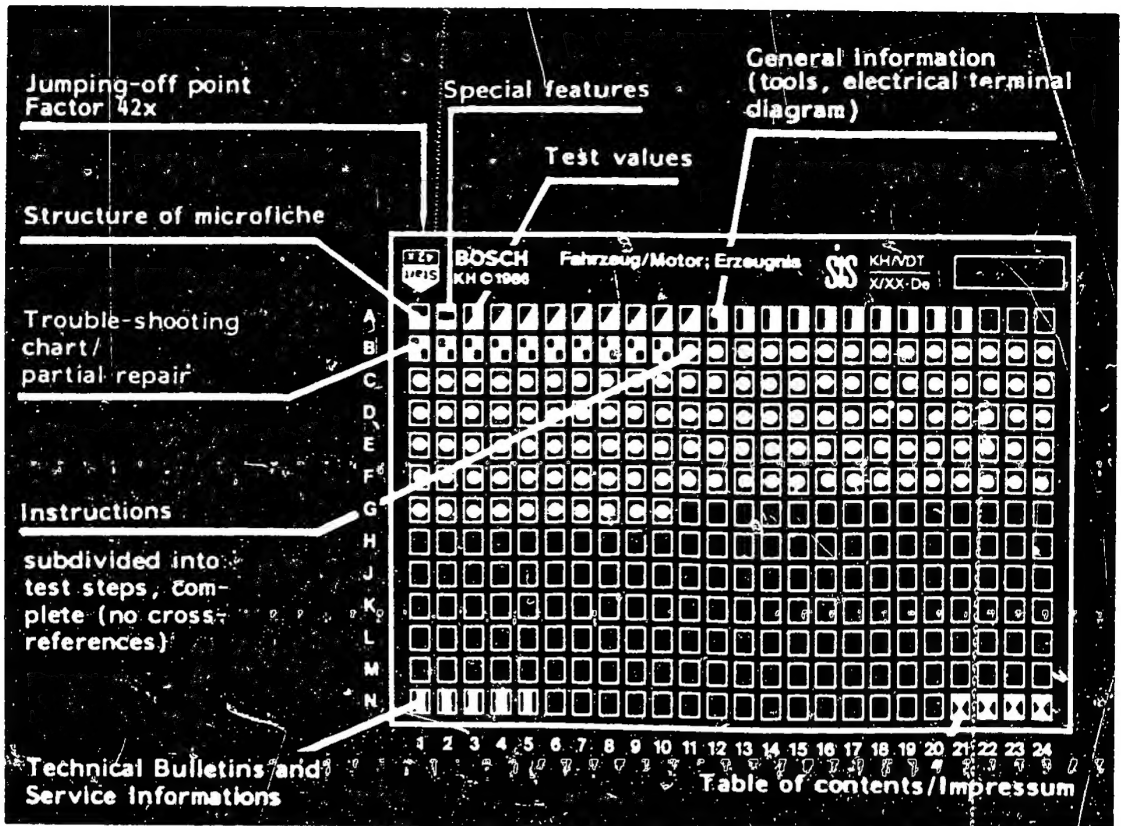 Jumping-off point
Factor 42x
Special features
General information
(tools, electrical terminal
diagram)
Test values
Structure of microfiche
Start
42x
BOSCH
KH © 1986
Fahrzeug/Motor; Erzeugnis
SiS
KH/VDT
X/XX-De
Trouble-shooting
chart/
partial repair
Instructions
subdivided into
test steps, com-
plete (no cross-
references)
A
B
C
D
E
F
G
H
J
K
L
M
N
1 2 3 4 5 6 7 8 9 10 11 12 13 14 15 16 17 18 19 20 21 22 23 24
Technical Bulletins and
Service Informations
Table of contents/Impressum